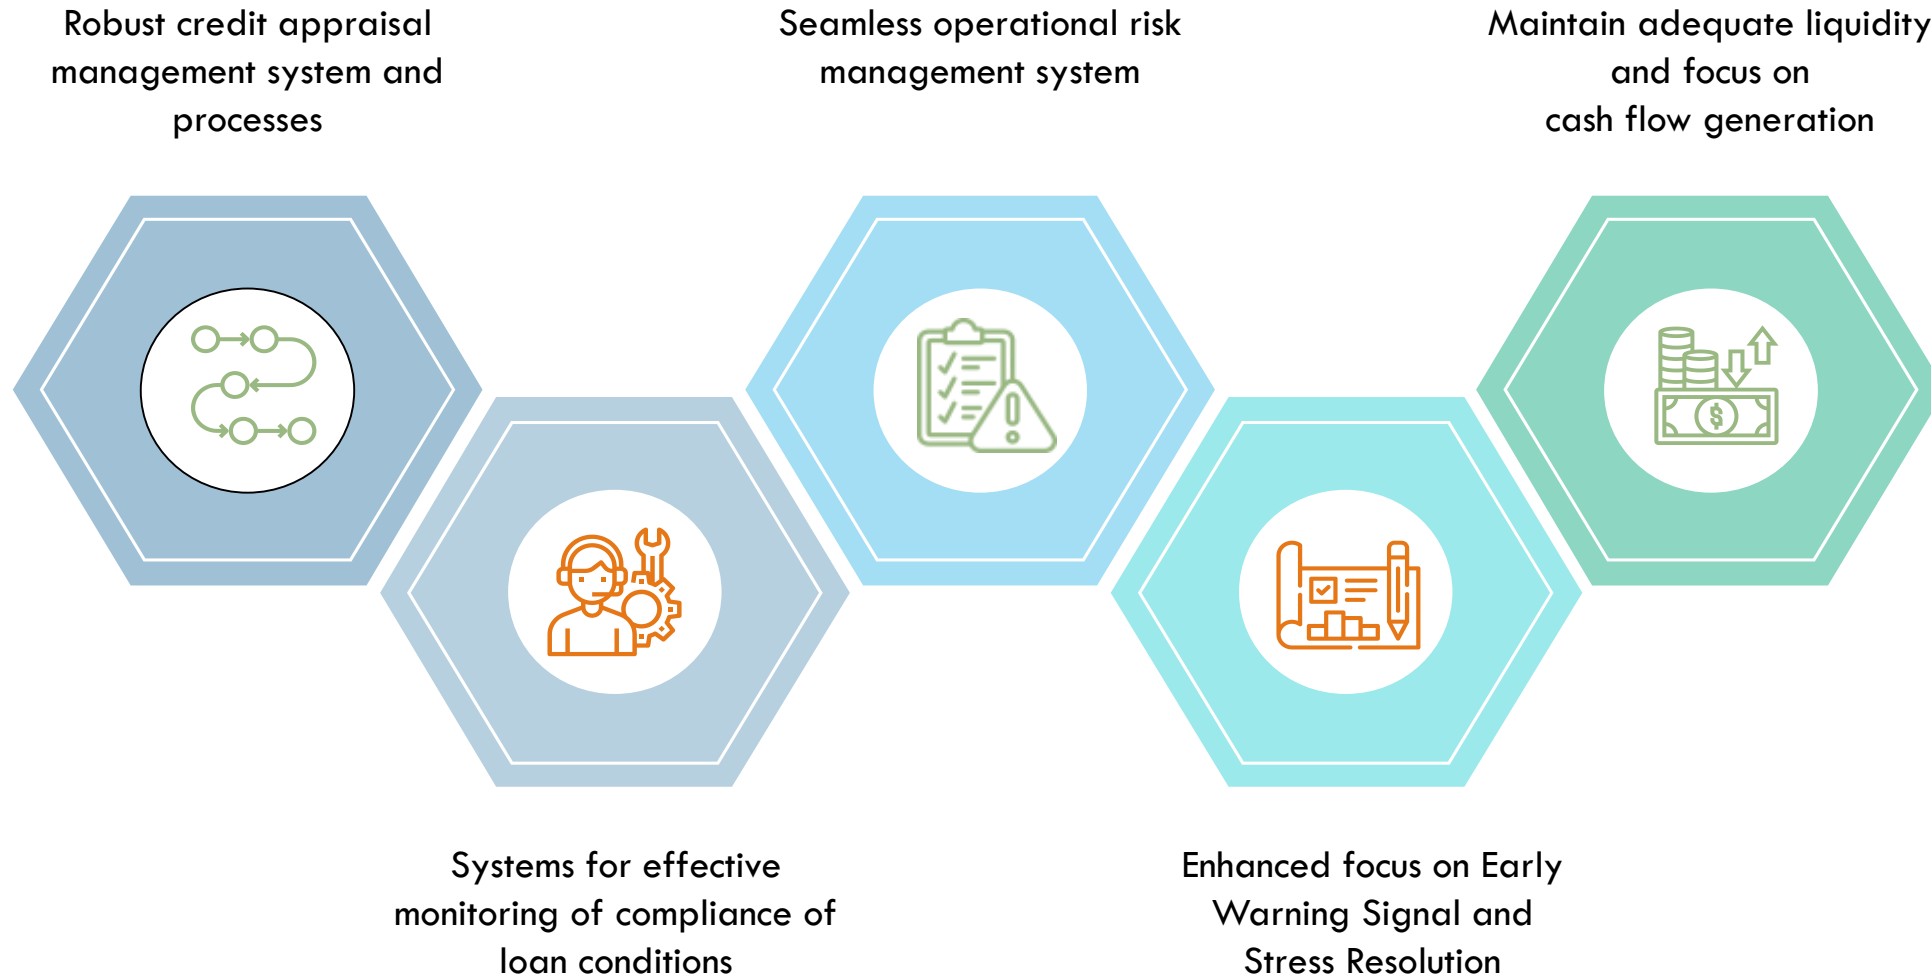 Robust credit appraisal
management system and
processes
Seamless operational risk
management system
Maintain adequate liquidity
and focus on
cash flow generation
$
Systems for effective
monitoring of compliance of
loan conditions
Enhanced focus on Early
Warning Signal and
Stress Resolution